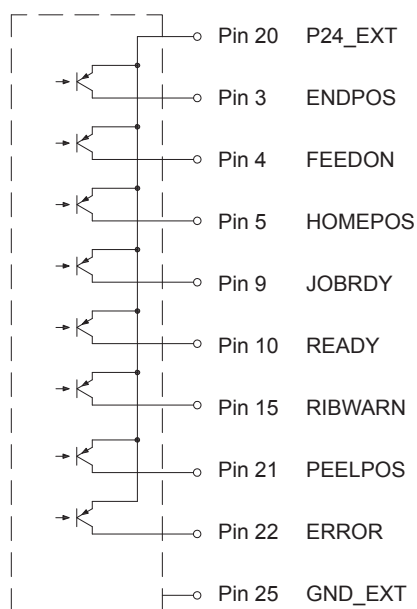 Pin 20 P24_EXT
Pin 3 ENDPOS
Pin 4 FEEDON
Pin 5 HOMEPOS
Pin 9 JOBRDY
Pin 10 READY
Pin 15 RIBWARN
Pin 21 PEELPOS
Pin 22 ERROR
Pin 25 GND_EXT